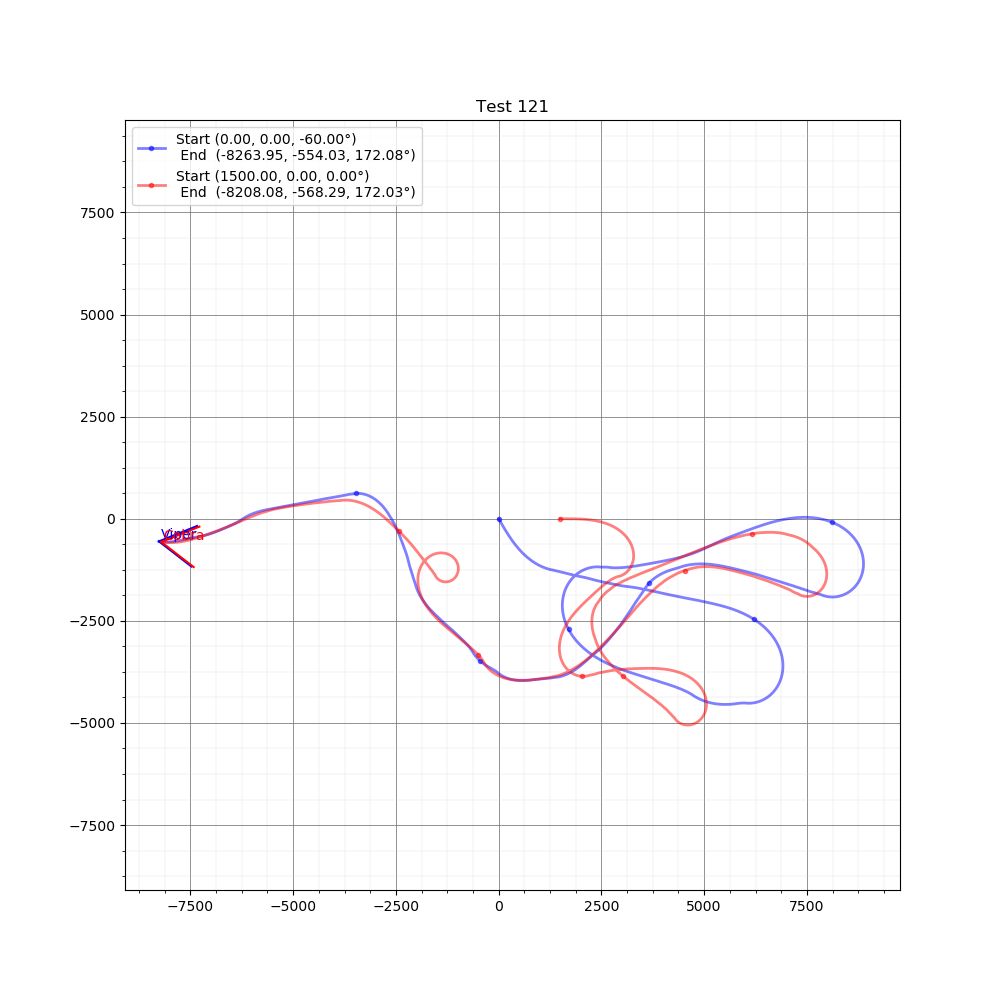 Test 121
Start (0.00, 0.00, -60.00°)
End  (-8263.95, -554.03, 172.08°)
Start (1500.00, 0.00, 0.00°)
End  (-8208.08, -568.29, 172.03°)
7500
5000
2500
0
−2500
−5000
−7500
−7500 −5000 −2500 0 2500 5000 7500